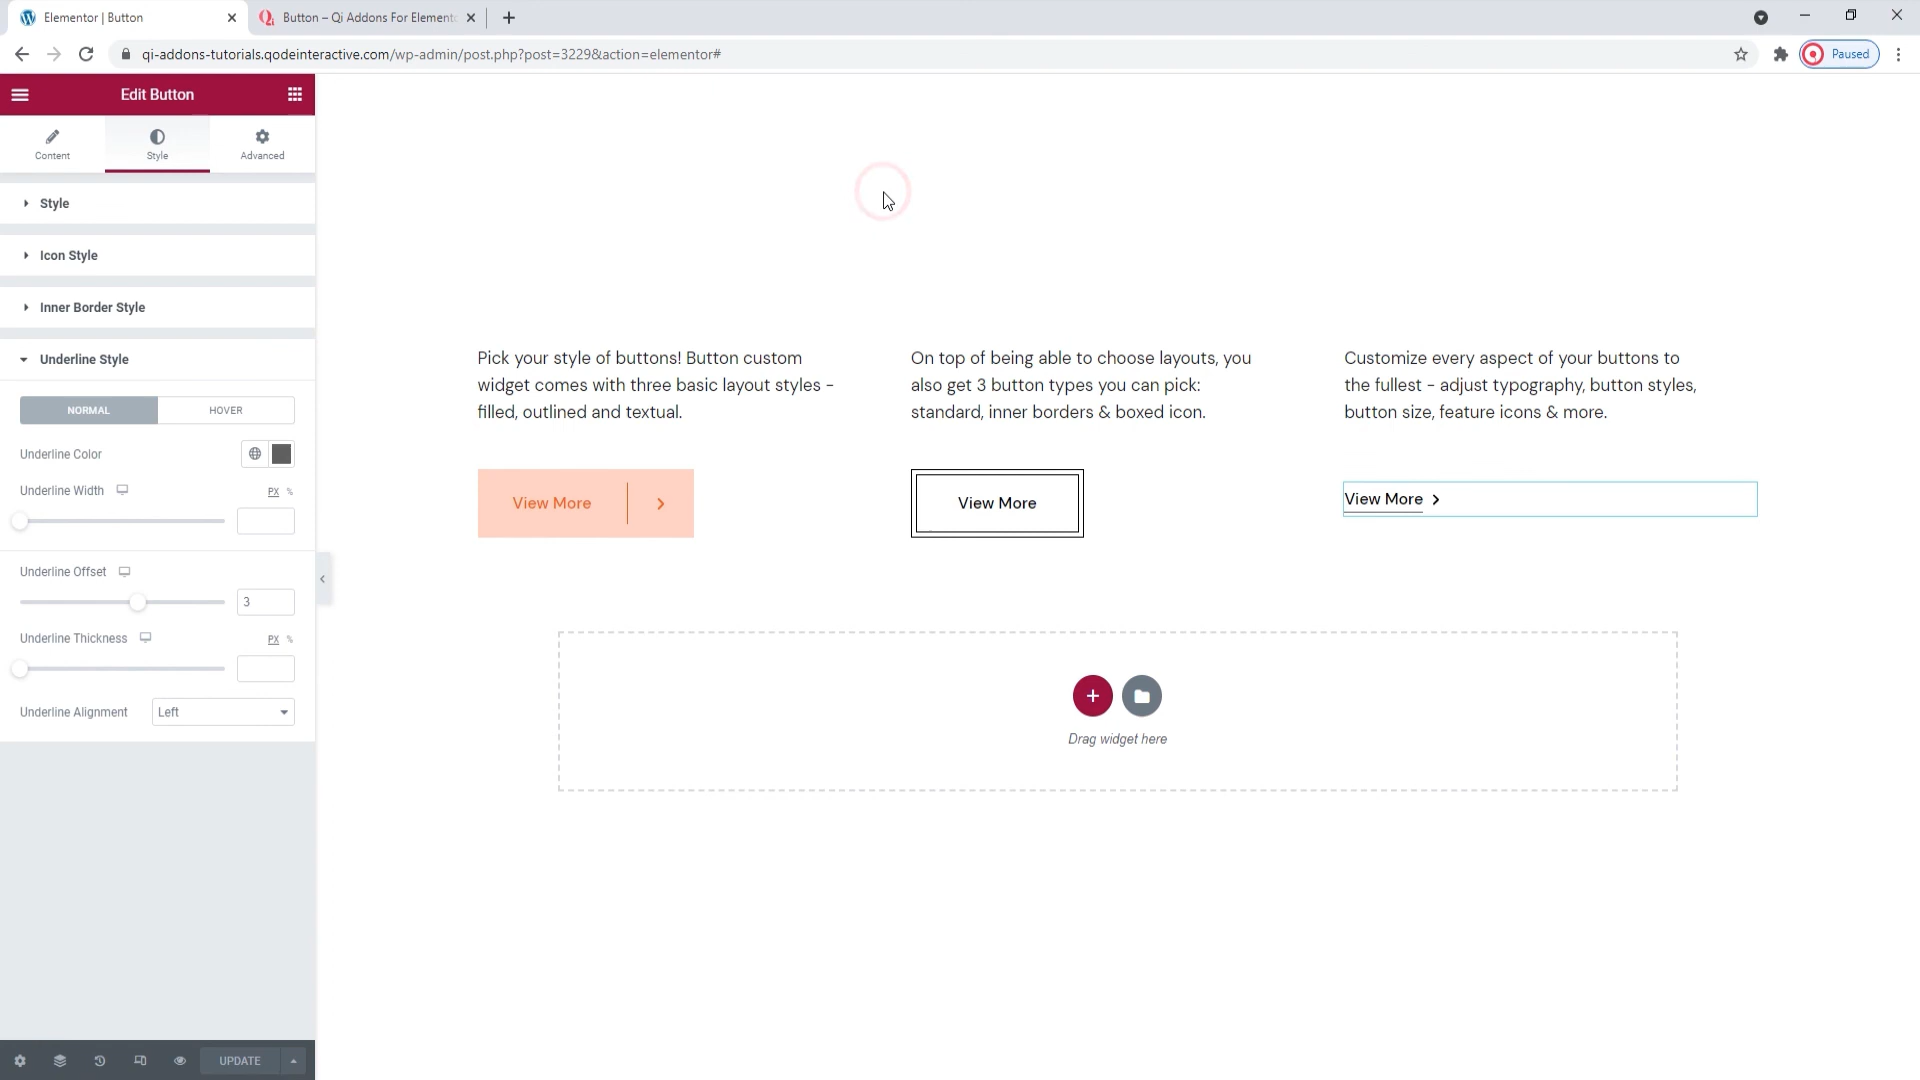 Elementor | Button
Button – Qi Addons For Element
qi-addons-tutorials.qodeinteractive.com/wp-admin/post.php?post=3229&action=elementor#
Paused
Edit Button
Content
Style
Advanced
Style
Icon Style
Inner Border Style
Underline Style
NORMAL
HOVER
Underline Color
Underline Width
PX %
Underline Offset
3
Underline Thickness
PX %
Underline Alignment
Left
UPDATE
Pick your style of buttons! Button custom
widget comes with three basic layout styles -
filled, outlined and textual.
View More
On top of being able to choose layouts, you
also get 3 button types you can pick:
standard, inner borders & boxed icon.
View More
Customize every aspect of your buttons to
the fullest - adjust typography, button styles,
button size, feature icons & more.
View More
Drag widget here